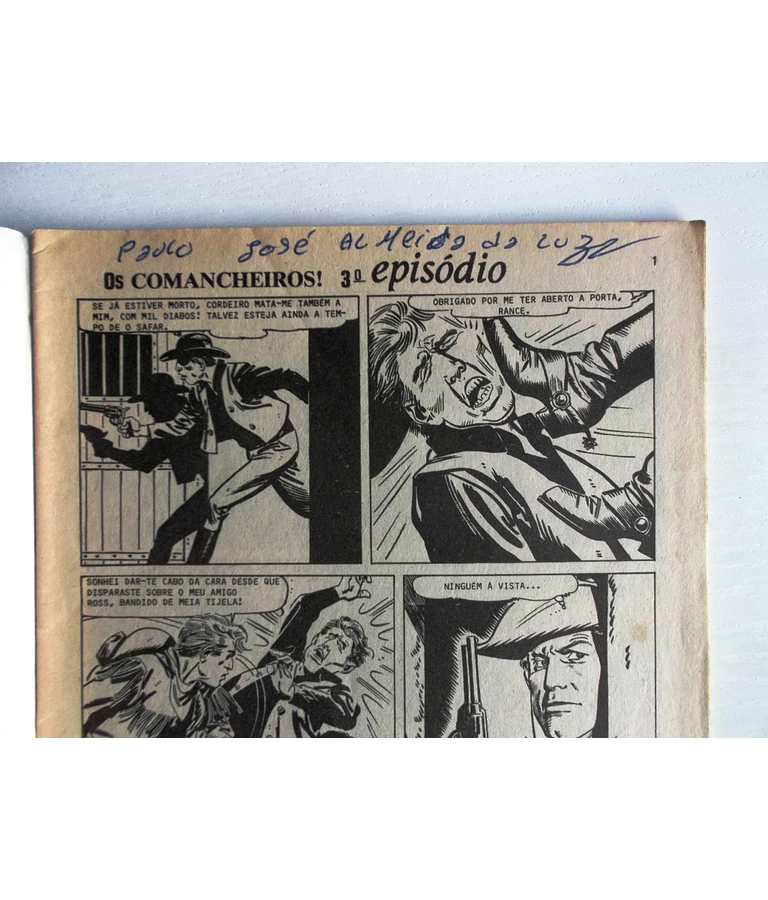 Paulo José Almeida da Luz
Os COMANCHEIROS! 3º episódio
1
SE JÁ ESTIVER MORTO, CORDEIRO MATA-ME TAMBÉM A
MIM, COM MIL DIABOS! TALVEZ ESTEJA AINDA A TEM-
PO DE O SAFAR.
OBRIGADO POR ME TER ABERTO A PORTA,
RANCE.
SONHEI DAR-TE CABO DA CARA DESDE QUE
DISPARASTE SOBRE O MEU AMIGO
ROSS, BANDIDO DE MEIA TIJELA!
NINGUÉM A VISTA...